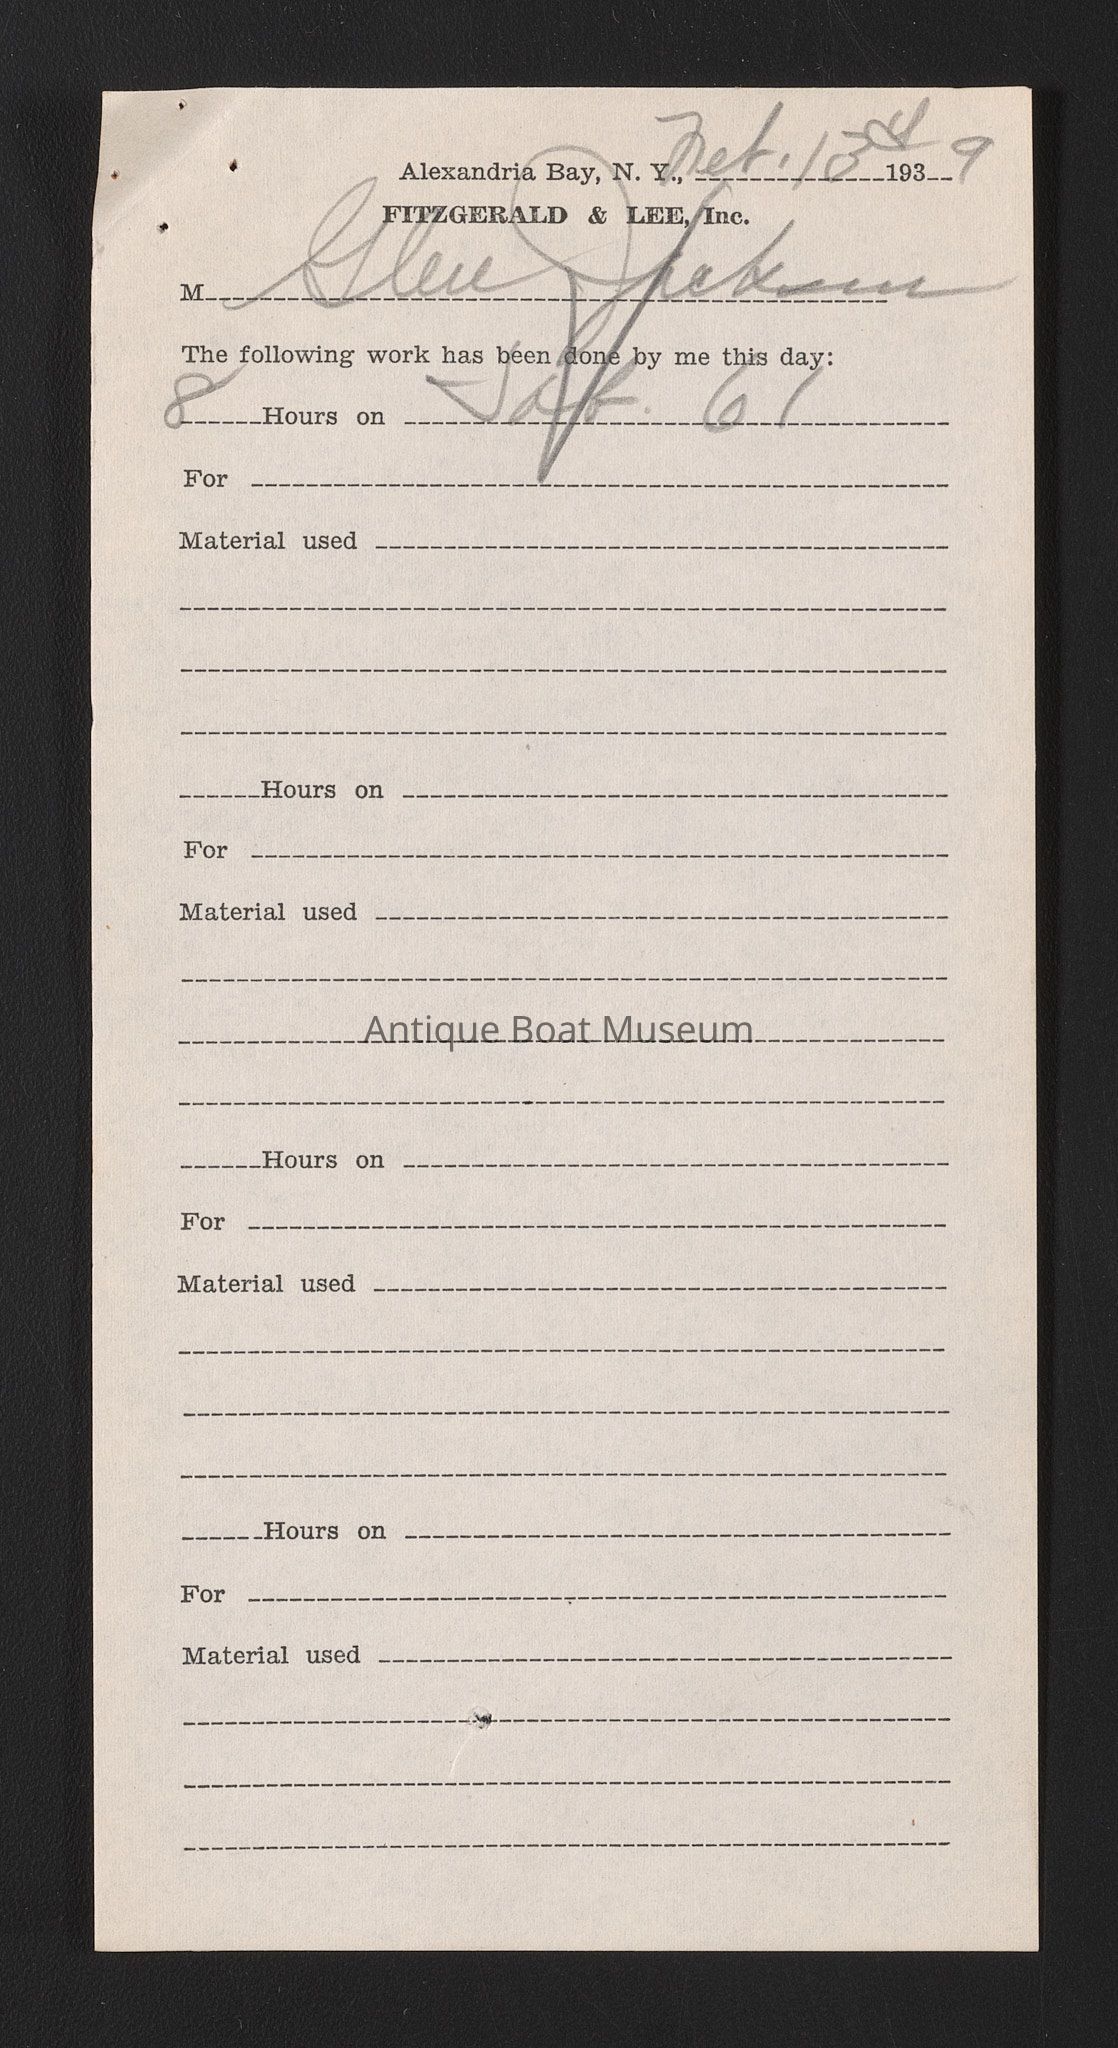 Alexandria Bay, N. Y., 13th 1939
FITZGERALD & LEE, Inc.
M Glen Jackson
The following work has been done by me this day:
8 Hours on Job. 61
For
Material used
Hours on
For
Material used
Antique Boat Museum
Hours on
For
Material used
Hours on
For
Material used